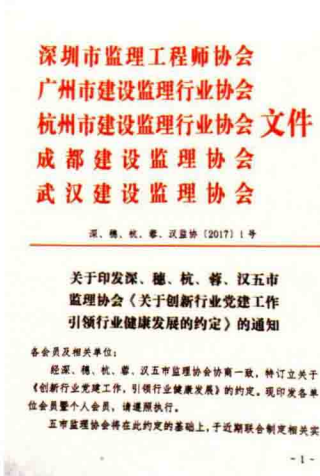 深圳市监理工程师协会
广州市建设监理行业协会
杭州市建设监理行业协会 文件
成都建设监理协会
武汉建设监理协会
深、穗、杭、蓉、汉监协〔2017〕1号
关于印发深、穗、杭、蓉、汉五市
监理协会《关于创新行业党建工作
引领行业健康发展的约定》的通知
各会员及相关单位：
经深、穗、杭、蓉、汉五市监理协会协商一致，特订立关于
《创新行业党建工作，引领行业健康发展》的约定。现印发各单
位会员暨个人会员，请遵照执行。
五市监理协会将在此约定的基础上，于近期联合制定相关实
- 1 -